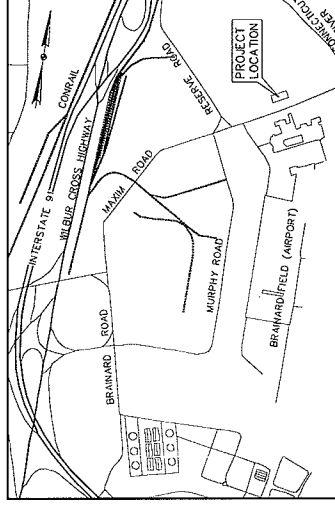 CONNECTICUT
RIVER
CONRAIL
PROJECT
LOCATION
RESERVE ROAD
INTERSTATE 91
WILBUR CROSS HIGHWAY
MAXIM ROAD
MURPHY ROAD
BRAINARD ROAD
BRAINARD FIELD (AIRPORT)